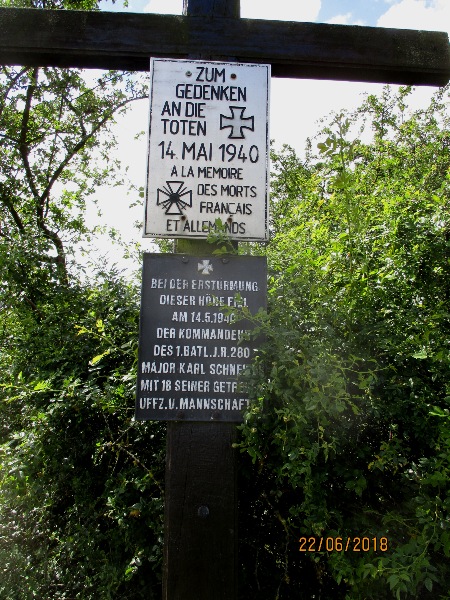 ZUM
GEDENKEN
AN DIE
TOTEN
14. MAI 1940
A LA MEMOIRE
DES MORTS
FRANCAIS
ET ALLEMANDS
BEI DER ERSTÜRMUNG
DIESER HÖHE FIEL
AM 14.5.1940
DER KOMMANDEUR
DES 1.BATL.J.R.280
MAJOR KARL
MIT 18 SEINER
UFFZ.U.MANNSCHAFT
22/06/2018